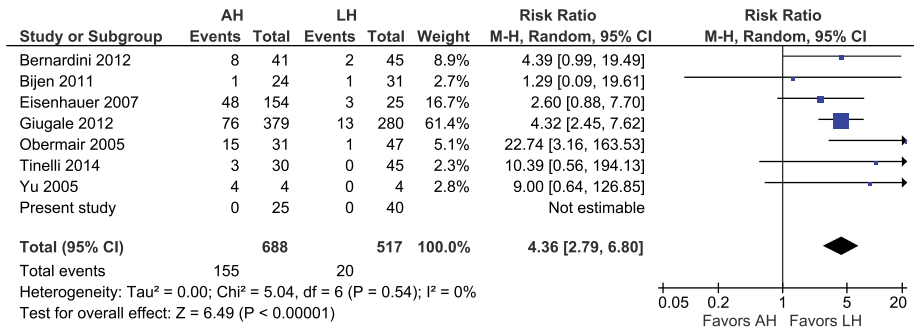 AH LH Risk Ratio Risk Ratio
Study or Subgroup Events Total Events Total Weight M-H, Random, 95% CI M-H, Random, 95% CI
Bernardini 2012 8 41 2 45 8.9% 4.39 [0.99, 19.49]
Bijen 2011 1 24 1 31 2.7% 1.29 [0.09, 19.61]
Eisenhauer 2007 48 154 3 25 16.7% 2.60 [0.88, 7.70]
Giugale 2012 76 379 13 280 61.4% 4.32 [2.45, 7.62]
Obermair 2005 15 31 1 47 5.1% 22.74 [3.16, 163.53]
Tinelli 2014 3 30 0 45 2.3% 10.39 [0.56, 194.13]
Yu 2005 4 4 0 4 2.8% 9.00 [0.64, 126.85]
Present study 0 25 0 40 Not estimable
Total (95% CI) 688 517 100.0% 4.36 [2.79, 6.80]
Total events 155 20
Heterogeneity: Tau² = 0.00; Chi² = 5.04, df = 6 (P = 0.54); I² = 0%
Test for overall effect: Z = 6.49 (P < 0.00001)
0.05 0.2 1 5 20
Favors AH Favors LH